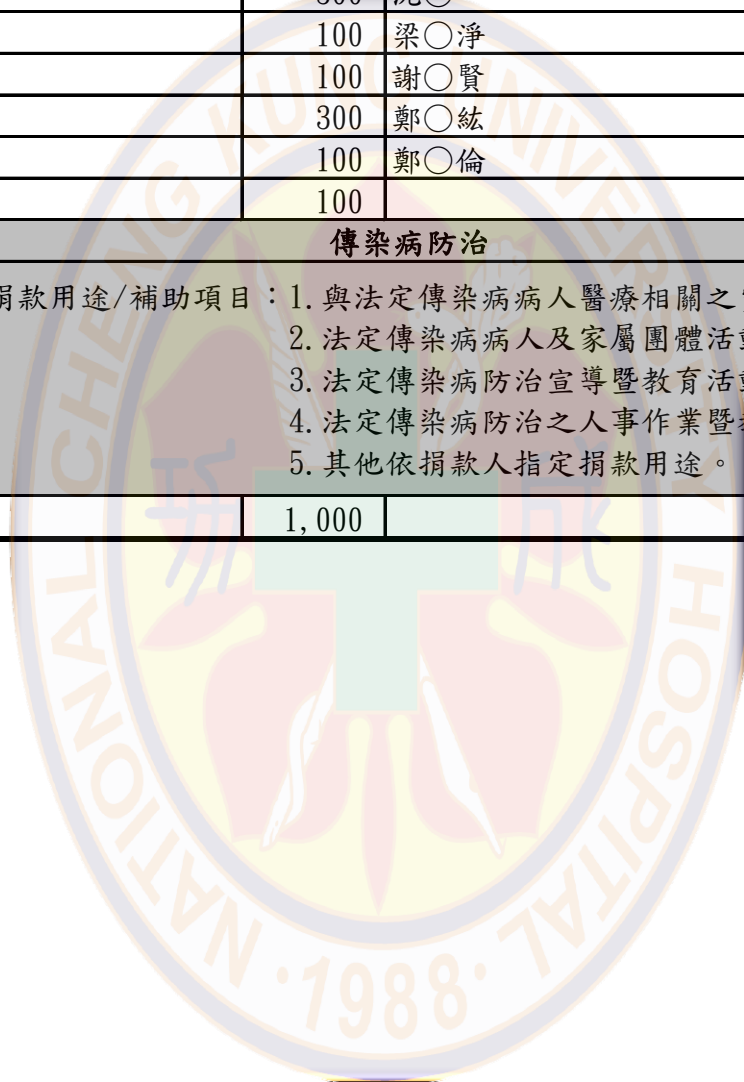 100 梁○淨
100 謝○賢
300 鄭○紘
100 鄭○倫
100
傳染病防治
捐款用途/補助項目：1.與法定傳染病病人醫療相關之
2.法定傳染病病人及家屬團體活
3.法定傳染病防治宣導暨教育活
4.法定傳染病防治之人事作業暨
5.其他依捐款人指定捐款用途。
1,000
NATIONAL CHENG KUNG UNIVERSITY HOSPITAL
成功
·1988·